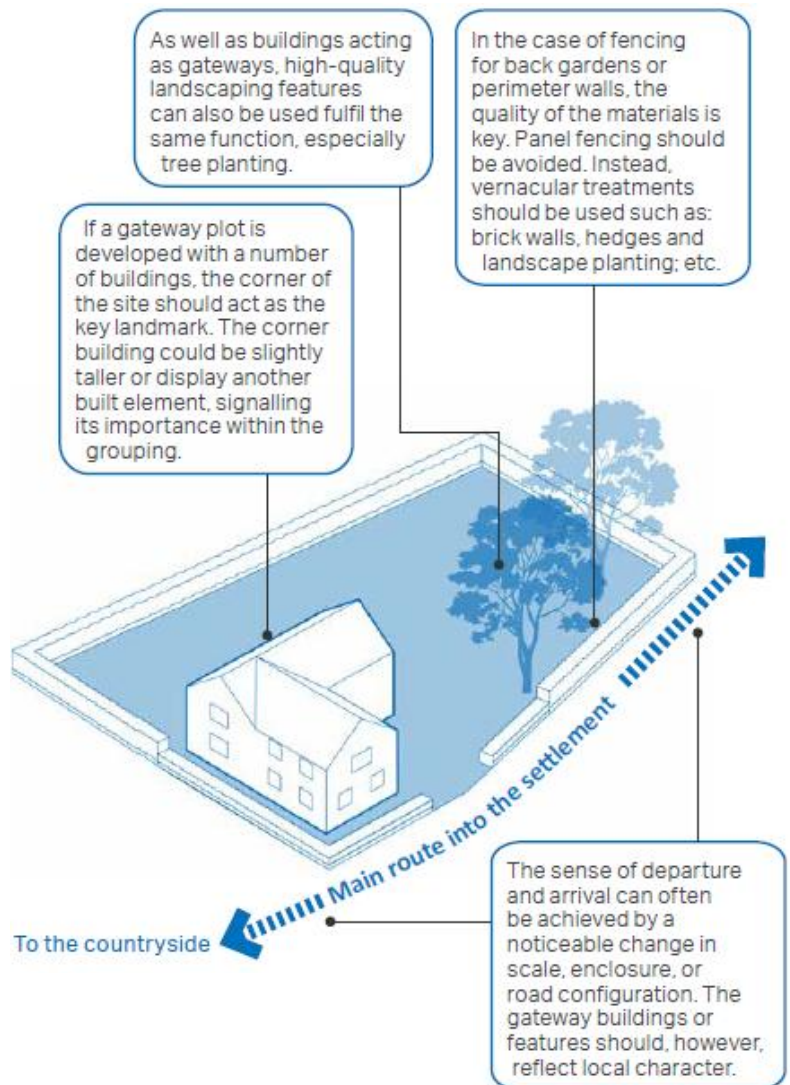 As well as buildings acting
as gateways, high-quality
landscaping features
can also be used fulfil the
same function, especially
tree planting.
In the case of fencing
for back gardens or
perimeter walls, the
quality of the materials is
key. Panel fencing should
be avoided. Instead,
vernacular treatments
should be used such as:
brick walls, hedges and
landscape planting; etc.
If a gateway plot is
developed with a number
of buildings, the corner of
the site should act as the
key landmark. The corner
building could be slightly
taller or display another
built element, signalling
its importance within the
grouping.
Main route into the settlement
To the countryside
The sense of departure
and arrival can often
be achieved by a
noticeable change in
scale, enclosure, or
road configuration. The
gateway buildings or
features should, however,
reflect local character.